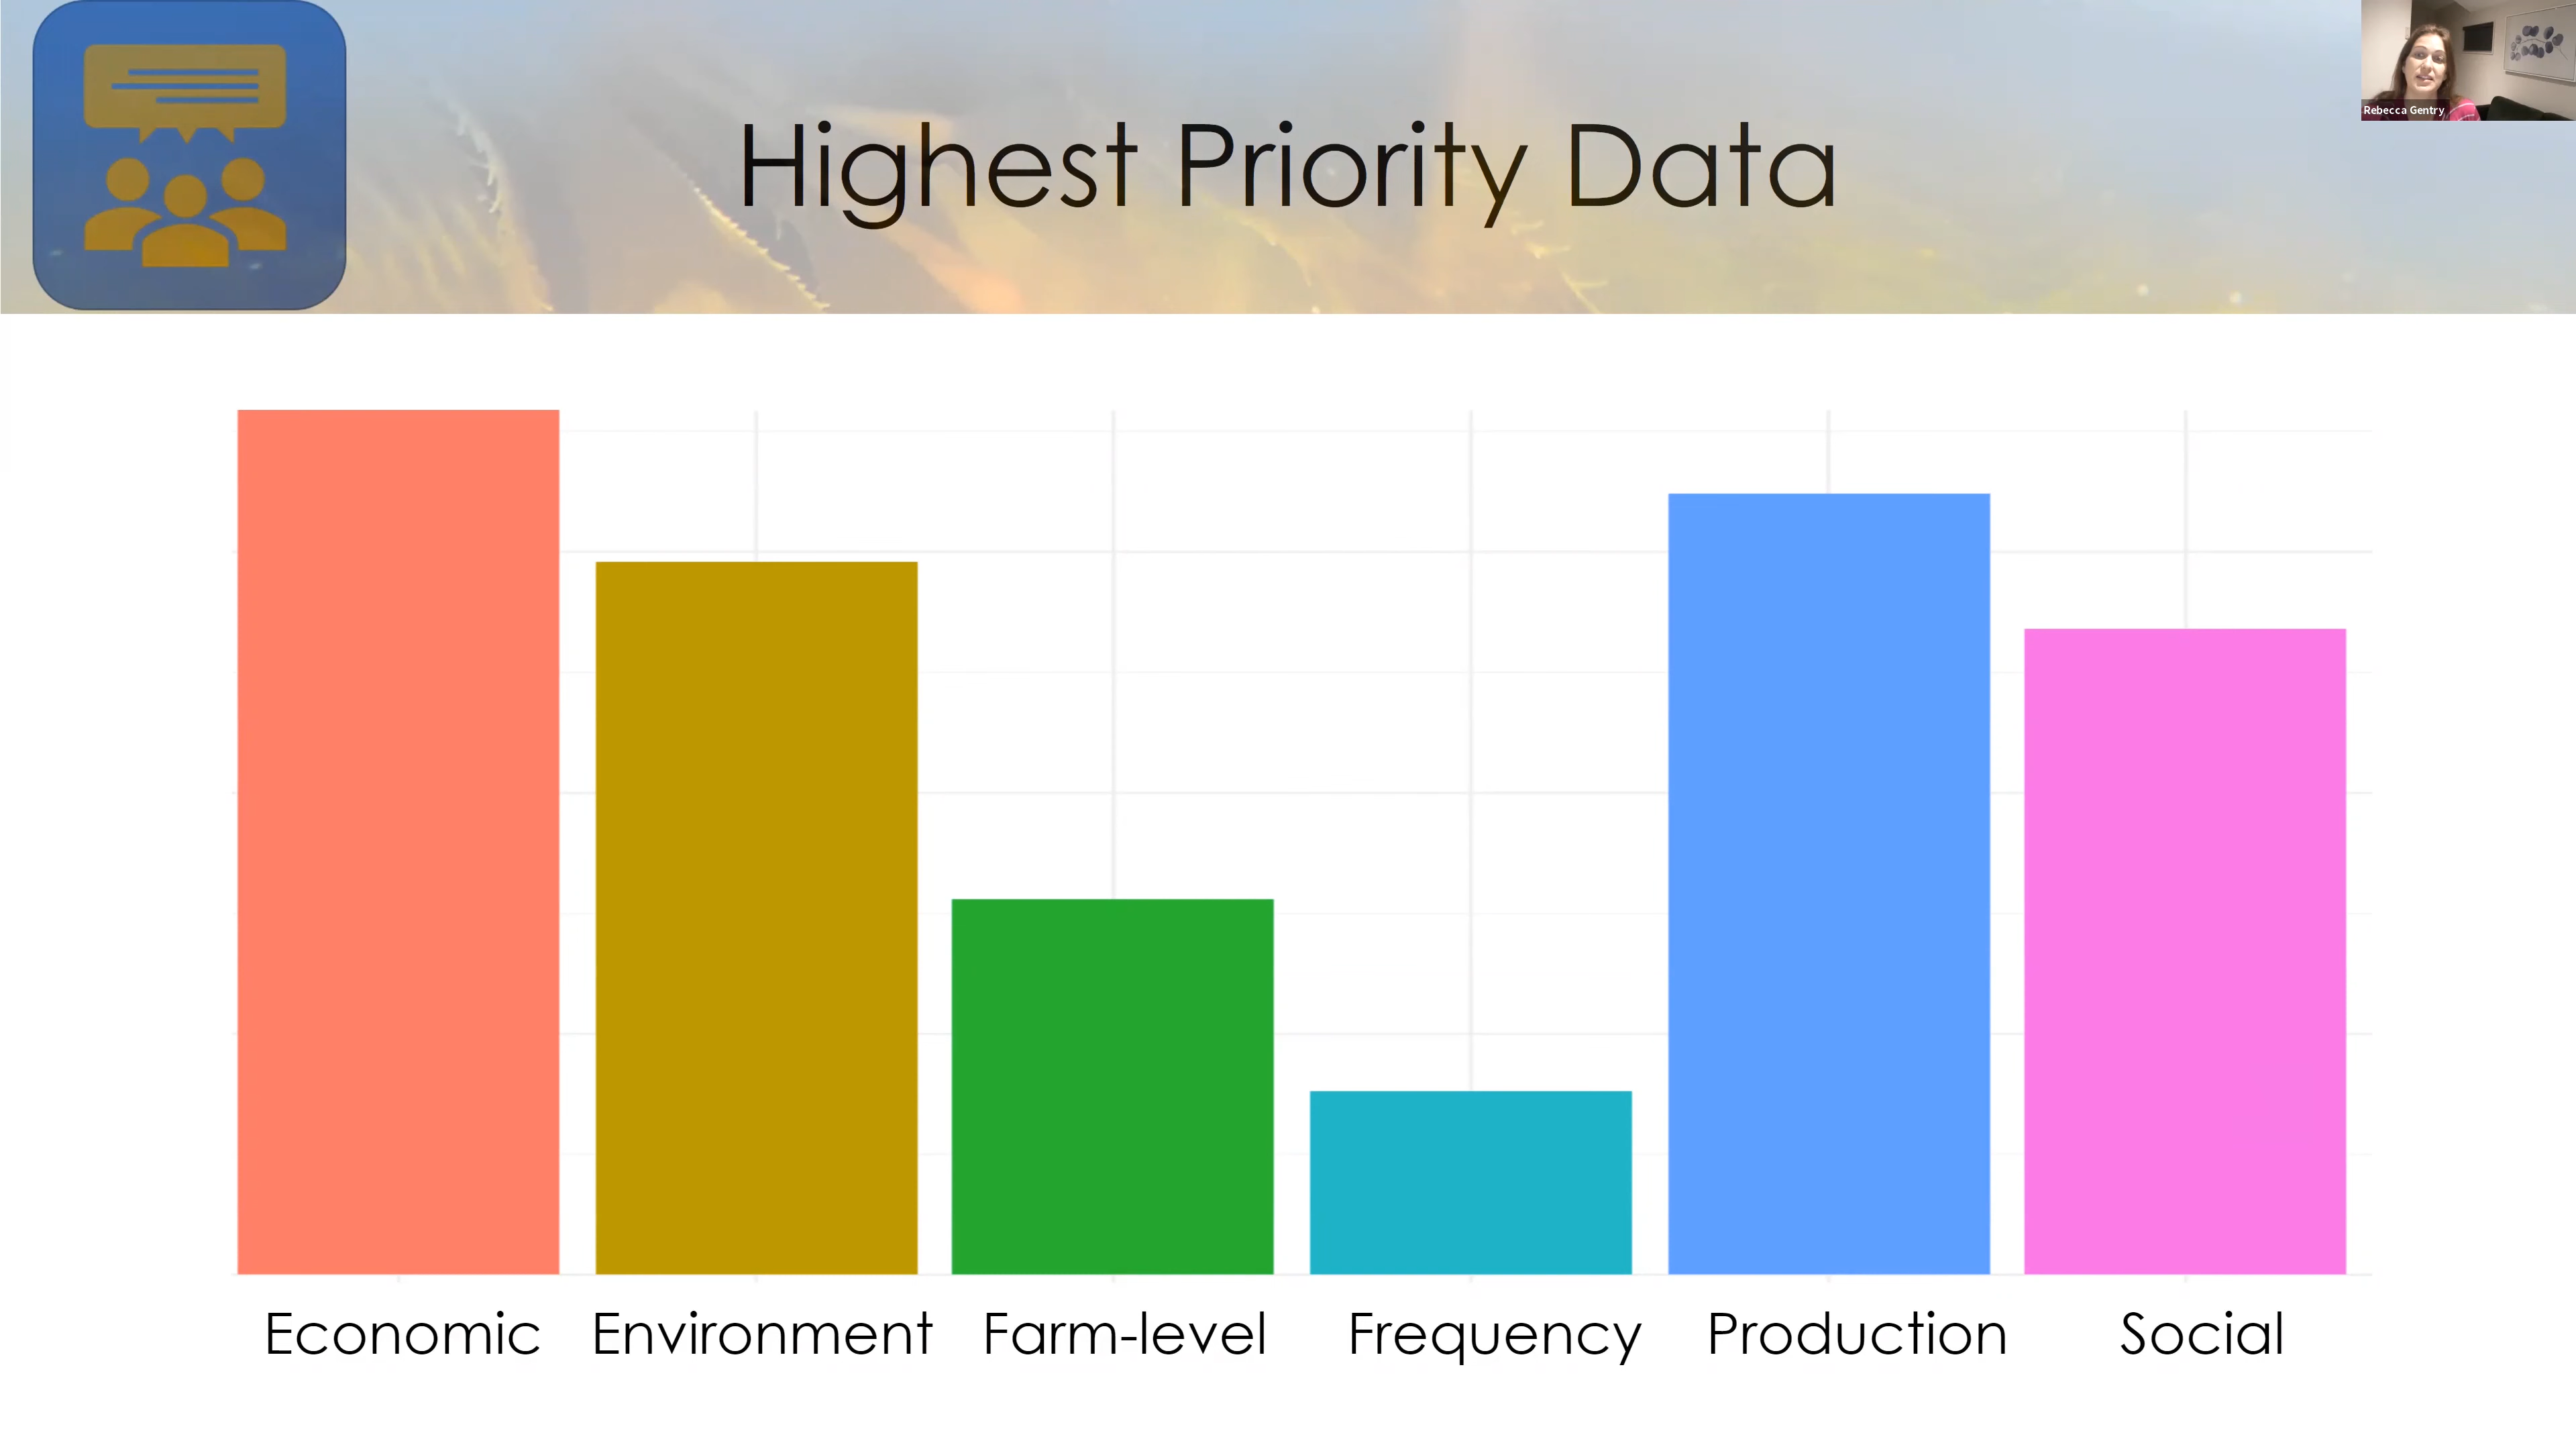 Highest Priority Data
Rebecca Gentry
Economic
Environment
Farm-level
Frequency
Production
Social